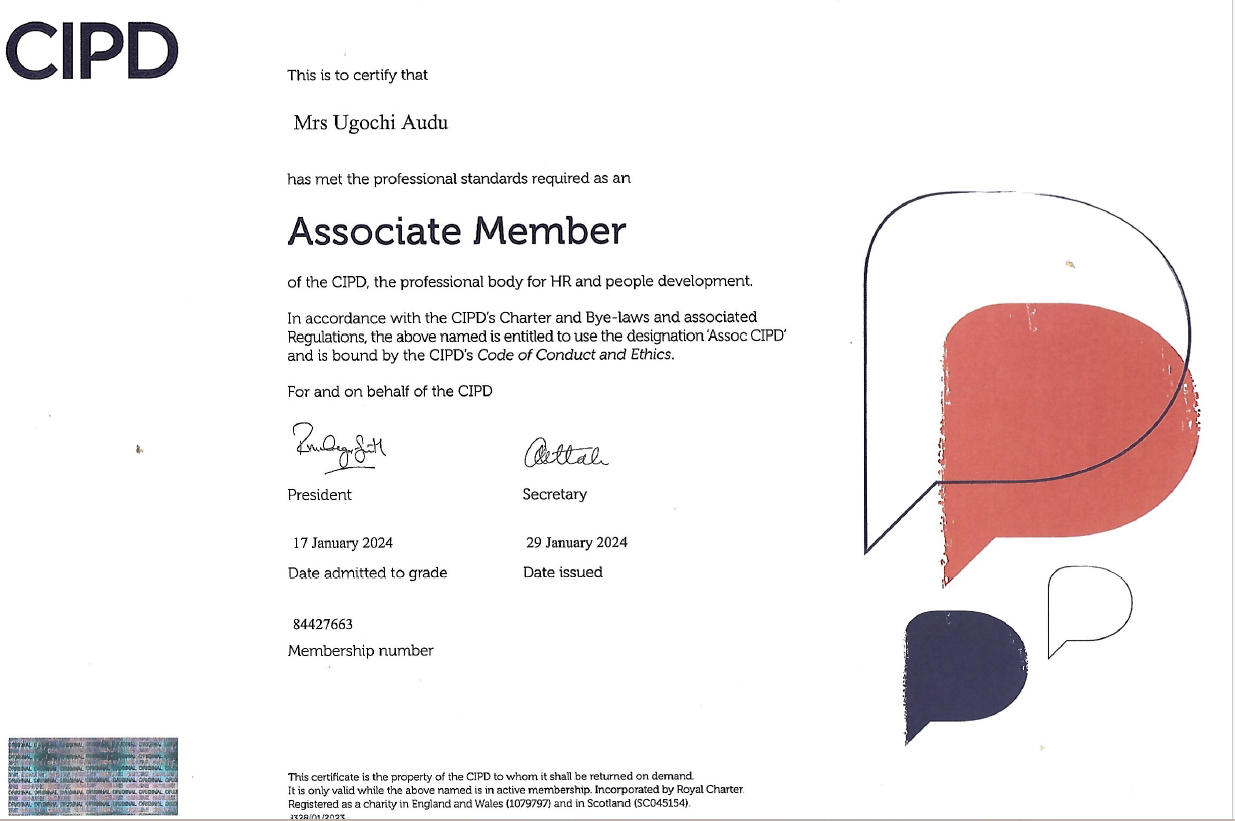 CIPD
This is to certify that
Mrs Ugochi Audu
has met the professional standards required as an
Associate Member
of the CIPD, the professional body for HR and people development.
In accordance with the CIPD's Charter and Bye-laws and associated
Regulations, the above named is entitled to use the designation 'Assoc CIPD'
and is bound by the CIPD's Code of Conduct and Ethics.
For and on behalf of the CIPD
President
Secretary
17 January 2024
29 January 2024
Date admitted to grade
Date issued
84427663
Membership number
ORIGINAL ORIGINAL ORIGINAL
This certificate is the property of the CIPD to whom it shall be returned on demand.
It is only valid while the above named is in active membership. Incorporated by Royal Charter.
Registered as a charity in England and Wales (1079797) and in Scotland (SC045154).